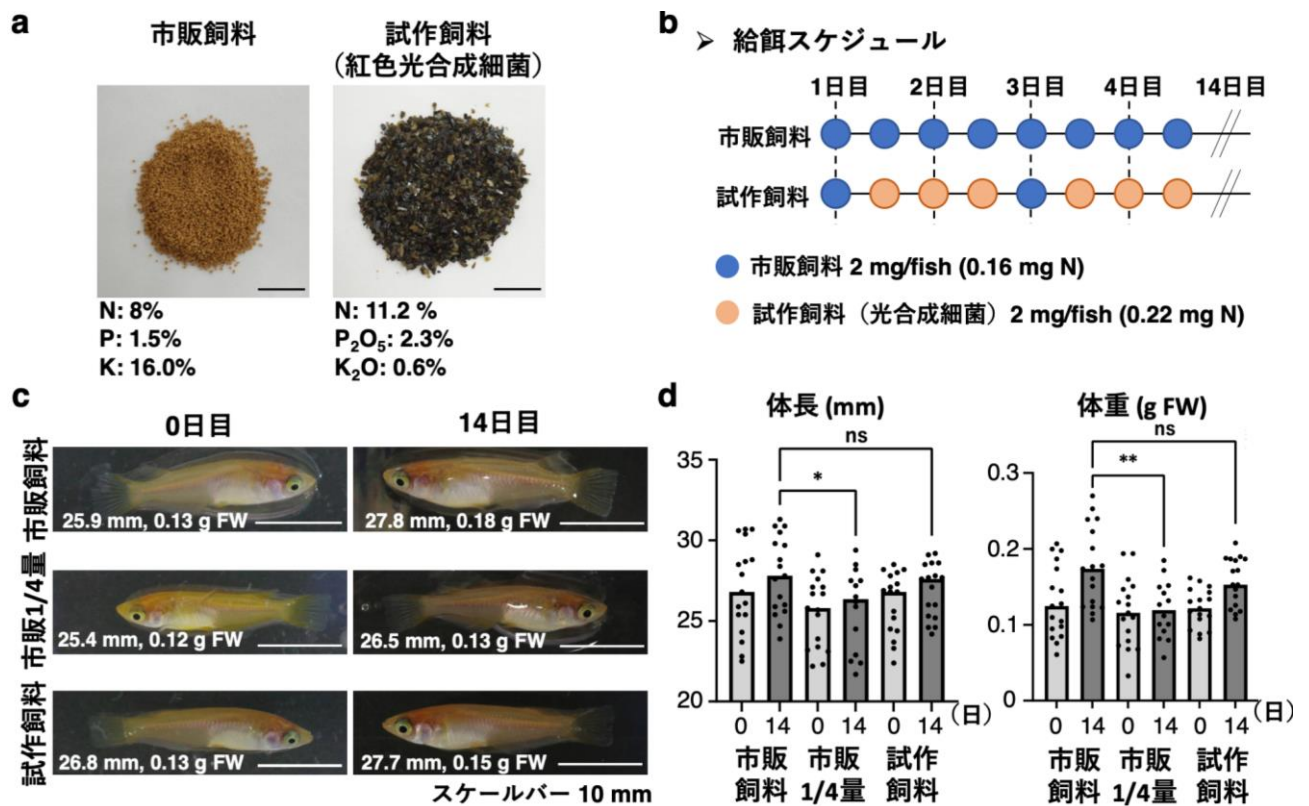 a
市販飼料
試作飼料
（紅色光合成細菌）
N: 8%
P: 1.5%
K: 16.0%
N: 11.2 %
P₂O₅: 2.3%
K₂O: 0.6%
b
➢ 給餌スケジュール
1日目 2日目 3日目 4日目 14日目
市販飼料
試作飼料
市販飼料 2 mg/fish (0.16 mg N)
試作飼料（光合成細菌）2 mg/fish (0.22 mg N)
c
0日目 14日目
市販飼料
25.9 mm, 0.13 g FW
27.8 mm, 0.18 g FW
市販1/4量
25.4 mm, 0.12 g FW
26.5 mm, 0.13 g FW
試作飼料
26.8 mm, 0.13 g FW
27.7 mm, 0.15 g FW
スケールバー 10 mm
d
体長 (mm)
ns
*
35
30
25
20
0 14 0 14 0 14 （日）
市販飼料
市販1/4量
試作飼料
体重 (g FW)
ns
**
0.3
0.2
0.1
0
0 14 0 14 0 14 （日）
市販飼料
市販1/4量
試作飼料